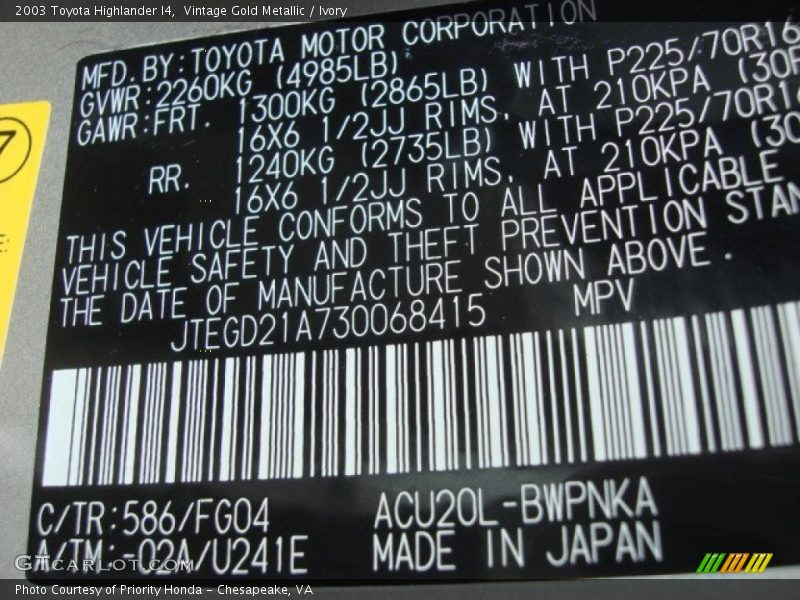 2003 Toyota Highlander I4, Vintage Gold Metallic / Ivory
MFD. BY: TOYOTA MOTOR CORPORATION
GVWR: 2260KG (4985LB)
GAWR: FRT. 1300KG (2865LB) WITH P225/70R16
16X6 1/2JJ RIMS, AT 210KPA (30P
RR. 1240KG (2735LB) WITH P225/70R16
16X6 1/2JJ RIMS, AT 210KPA (30
THIS VEHICLE CONFORMS TO ALL APPLICABLE
VEHICLE SAFETY AND THEFT PREVENTION STAN
THE DATE OF MANUFACTURE SHOWN ABOVE.
JTEGD21A730068415 MPV
C/TR: 586/FG04 ACU20L-BWPNKA
A/TM: -02A/U241E MADE IN JAPAN
GTcarlot.com
Photo Courtesy of Priority Honda - Chesapeake, VA
7
E: